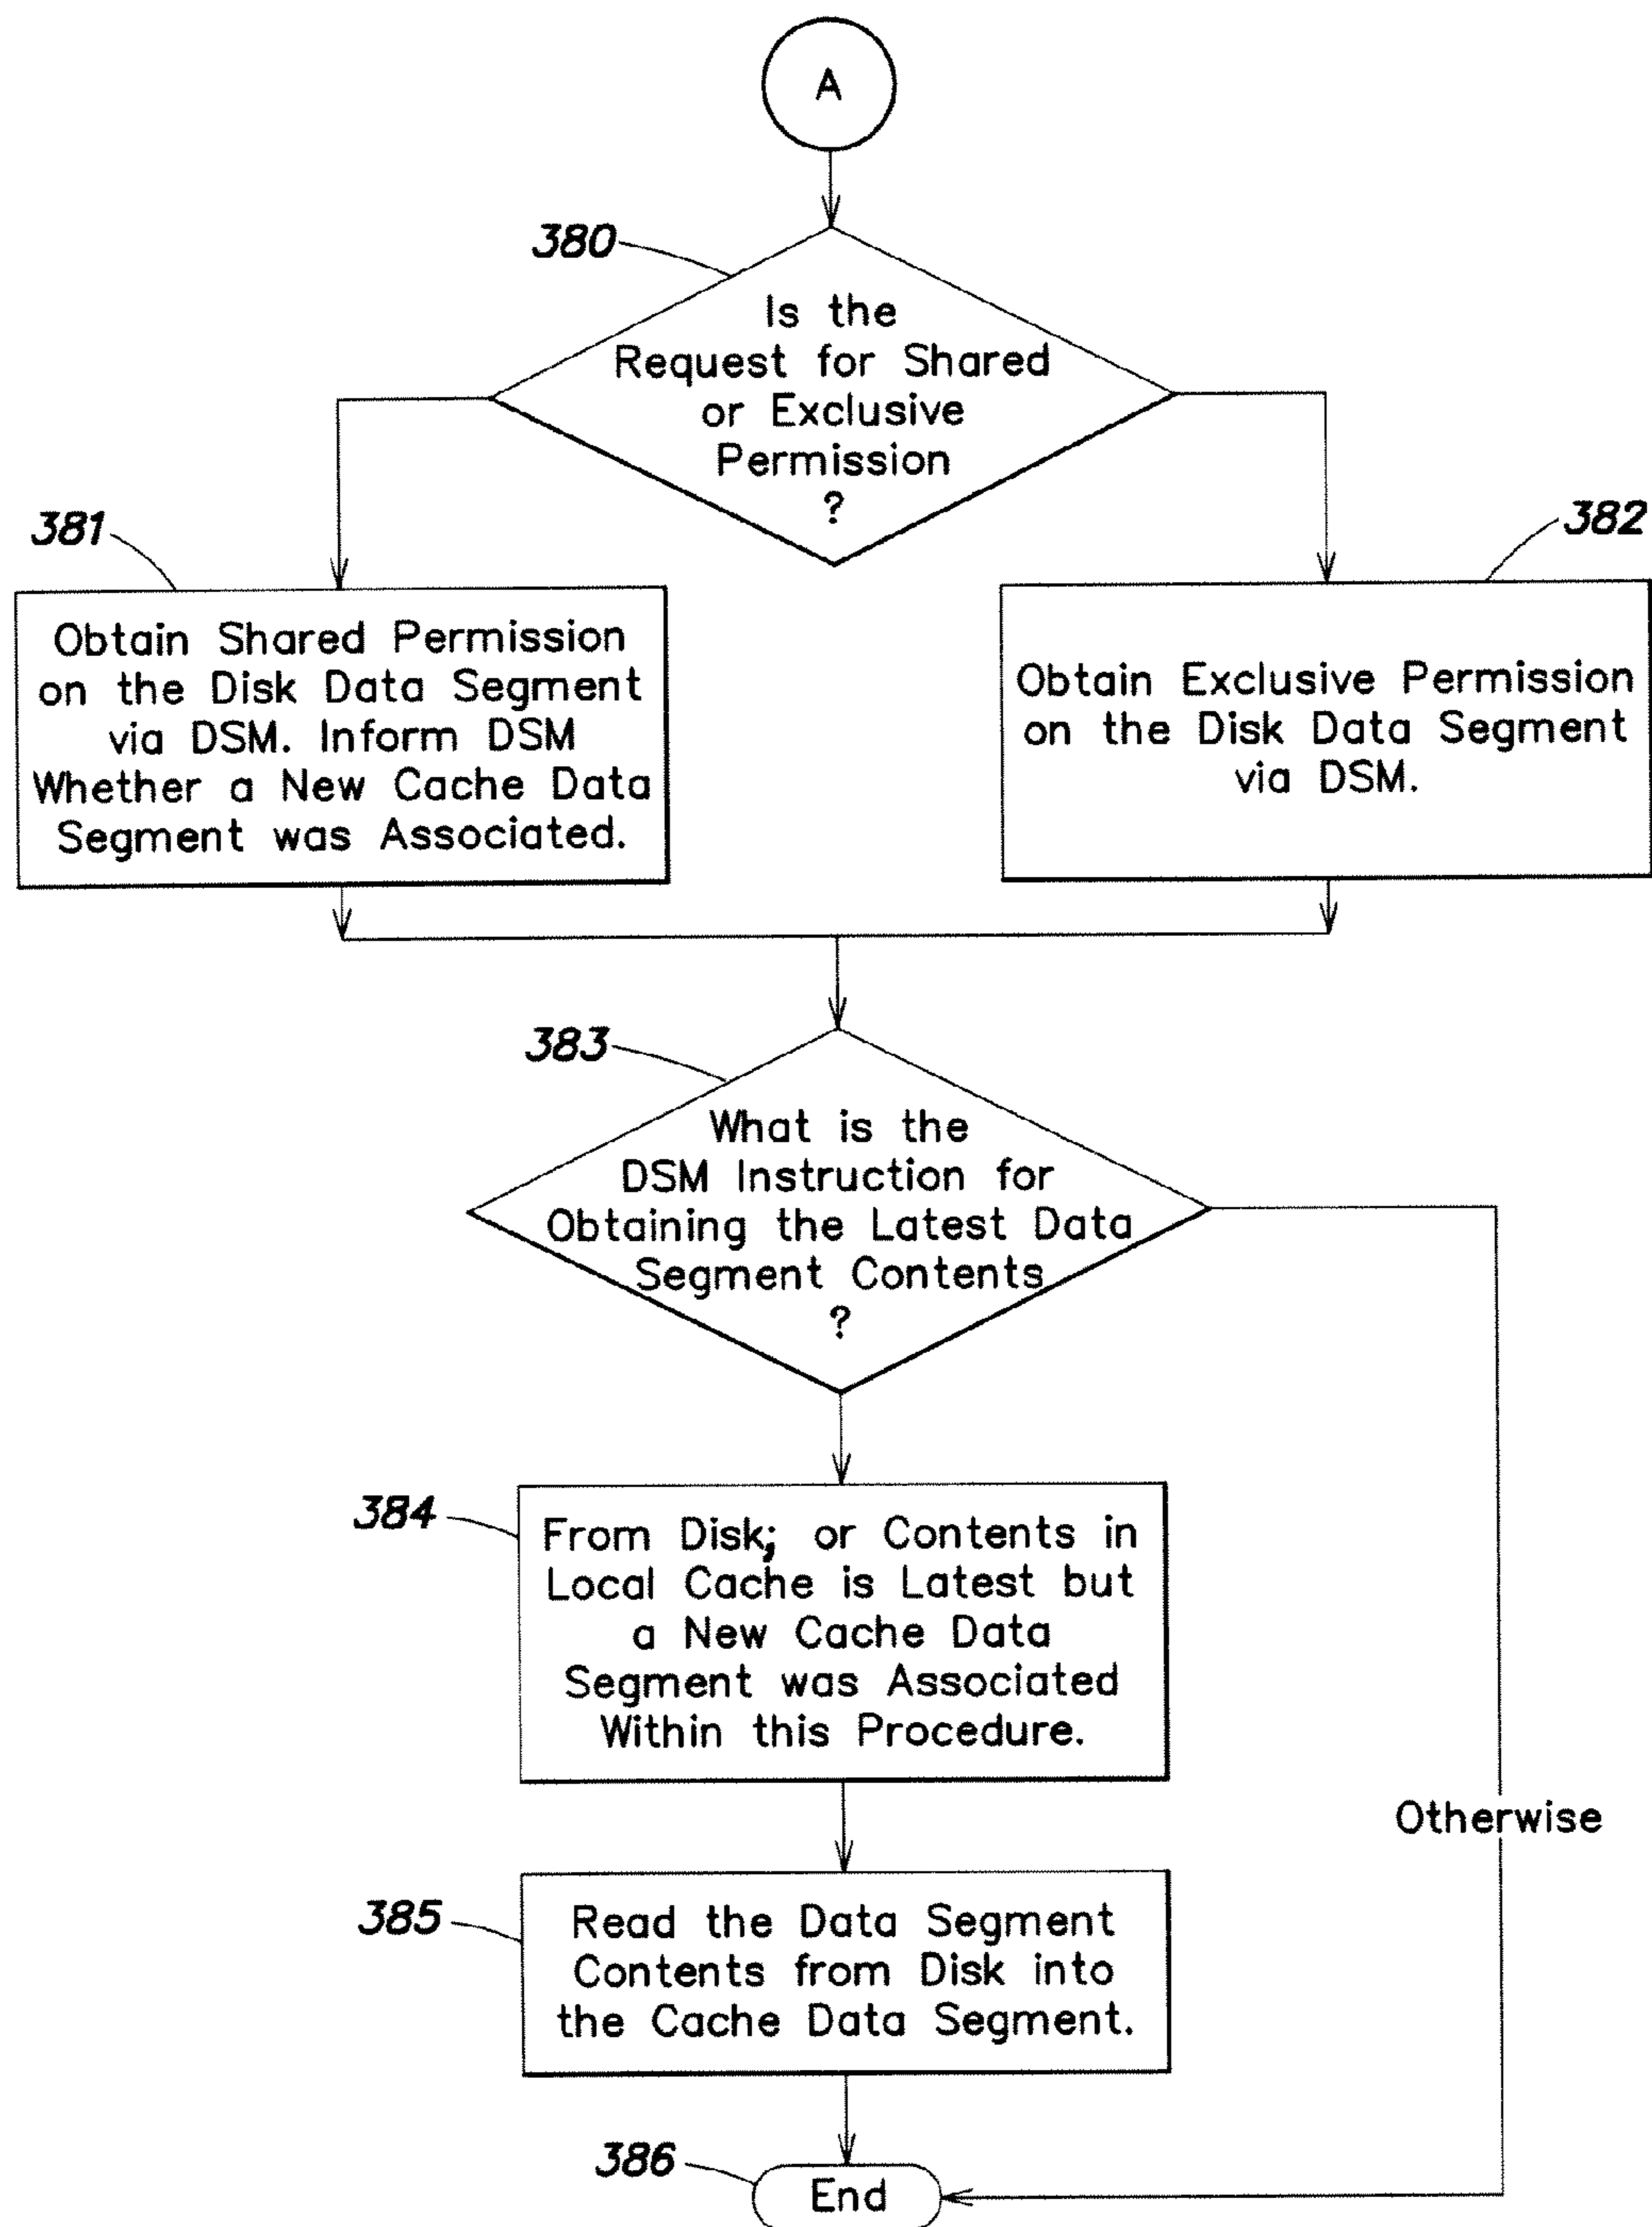 A
380
Is the
Request for Shared
or Exclusive
Permission
?
381
Obtain Shared Permission
on the Disk Data Segment
via DSM. Inform DSM
Whether a New Cache Data
Segment was Associated.
382
Obtain Exclusive Permission
on the Disk Data Segment
via DSM.
383
What is the
DSM Instruction for
Obtaining the Latest Data
Segment Contents
?
384
From Disk; or Contents in
Local Cache is Latest but
a New Cache Data
Segment was Associated
Within this Procedure.
Otherwise
385
Read the Data Segment
Contents from Disk into
the Cache Data Segment.
386
End